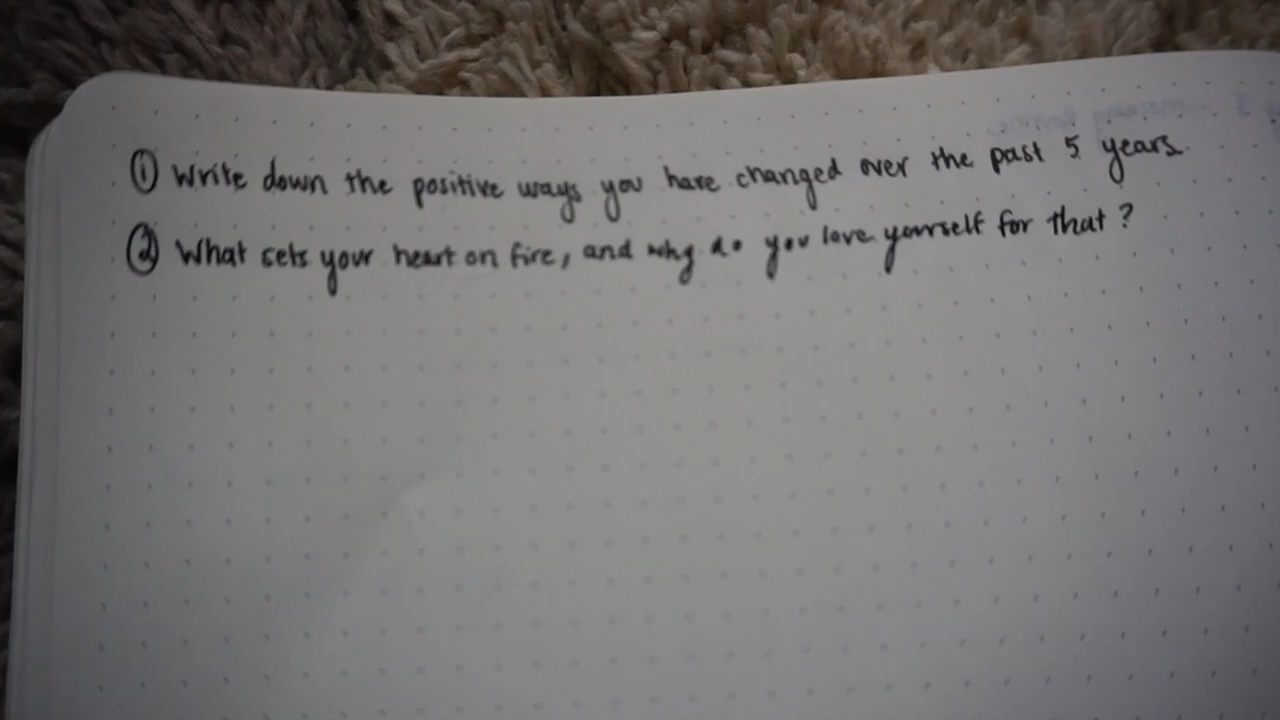 ① Write down the positive ways you have changed over the past 5 years.
② What sets your heart on fire, and why do you love yourself for that?